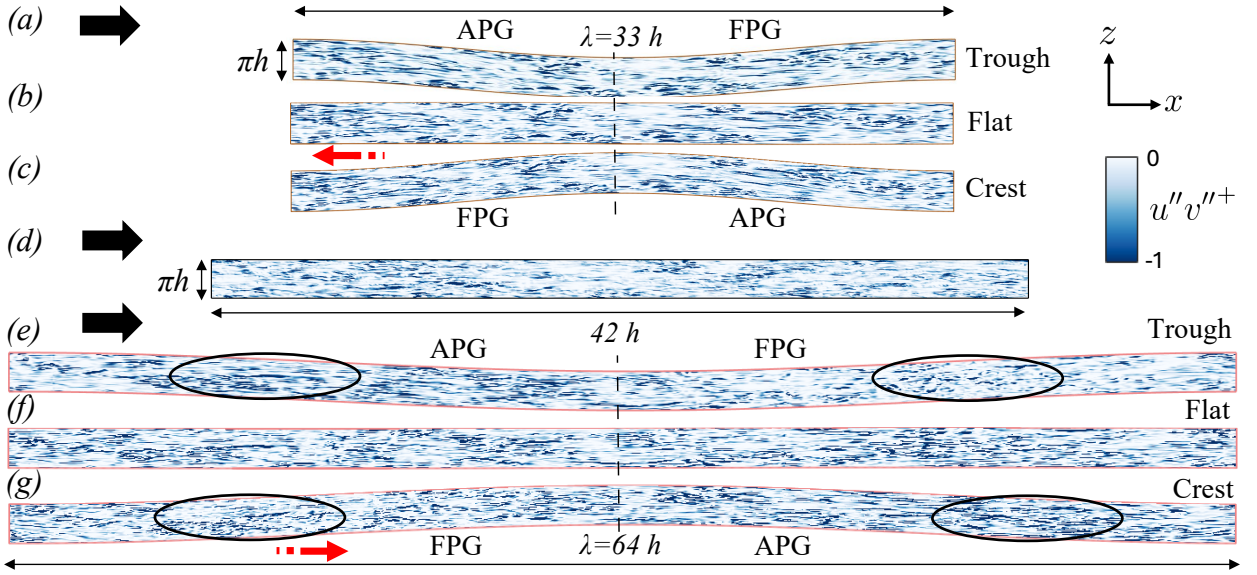 (a)
APG
FPG
λ=33 h
πh
Trough
z
x
(b)
Flat
(c)
Crest
FPG
APG
0
u″v″⁺
-1
(d)
πh
42 h
(e)
Trough
APG
FPG
(f)
Flat
(g)
Crest
FPG
λ=64 h
APG